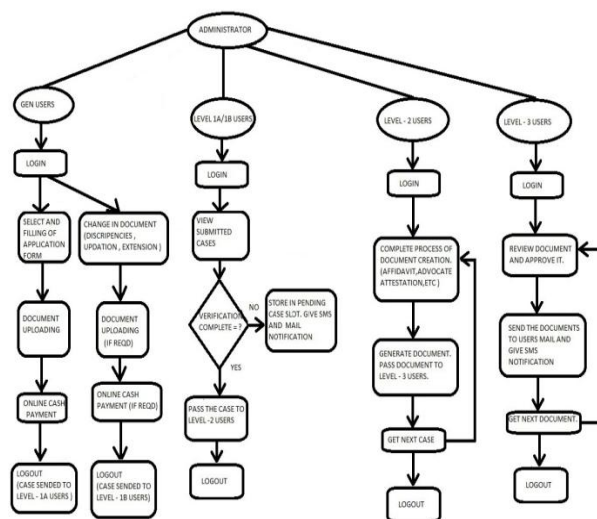 ADMINISTRATOR
GEN USERS
LEVEL 1A/1B USERS
LEVEL - 2 USERS
LEVEL - 3 USERS
LOGIN
LOGIN
LOGIN
LOGIN
SELECT AND
FILLING OF
APPLICATION
FORM
CHANGE IN DOCUMENT
(DISCRIPENCIES ,
UPDATION , EXTENSION )
VIEW
SUBMITTED
CASES
COMPLETE PROCESS OF
DOCUMENT CREATION.
(AFFIDAVIT,ADVOCATE
ATTESTATION,ETC )
REVIEW DOCUMENT
AND APPROVE IT.
DOCUMENT
UPLOADING
DOCUMENT
UPLOADING
(IF REQD)
VERIFICATION
COMPLETE = ?
NO
STORE IN PENDING
CASE SLOT. GIVE SMS
AND MAIL
NOTIFICATION
YES
GENERATE DOCUMENT.
PASS DOCUMENT TO
LEVEL - 3 USERS.
SEND THE DOCUMENTS
TO USERS MAIL AND
GIVE SMS
NOTIFICATION
ONLINE CASH
PAYMENT
ONLINE CASH
PAYMENT (IF REQD)
PASS THE CASE TO
LEVEL -2 USERS
GET NEXT CASE
GET NEXT DOCUMENT.
LOGOUT
(CASE SENDED TO
LEVEL - 1A USERS )
LOGOUT
(CASE SENDED TO
LEVEL - 1B USERS)
LOGOUT
LOGOUT
LOGOUT